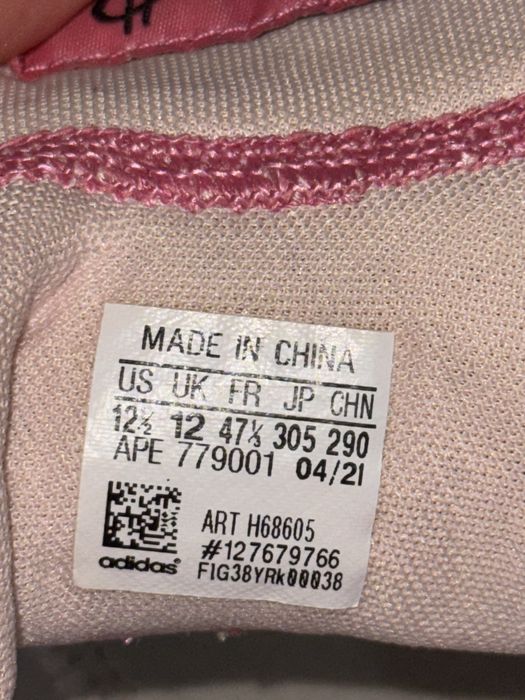 MADE IN CHINA
US UK FR JP CHN
12½ 12 47⅓ 305 290
APE 779001 04/21
ART H68605
#127679766
adidas®
FIG38YRk00038